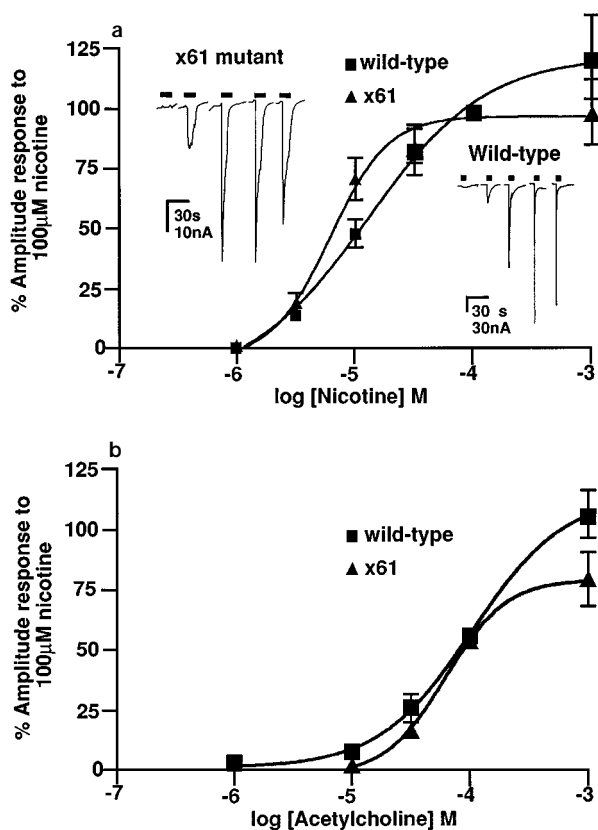 a
x61 mutant
wild-type
x61
% Amplitude response to
100µM nicotine
125
100
75
50
25
0
30s
10nA
Wild-type
30 s
30nA
-7
-6
-5
-4
-3
log [Nicotine] M
b
wild-type
x61
% Amplitude response to
100µM nicotine
125
100
75
50
25
0
-7
-6
-5
-4
-3
log [Acetylcholine] M